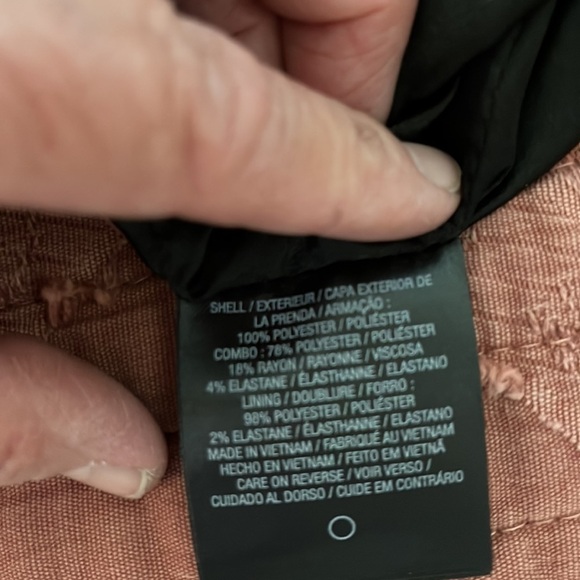 SHELL / EXTERIEUR / CAPA EXTERIOR DE
LA PRENDA / ARMAÇÃO :
100% POLYESTER / POLIÉSTER
COMBO : 78% POLYESTER / POLIÉSTER
18% RAYON / RAYONNE / VISCOSA
4% ELASTANE / ÉLASTHANNE / ELASTANO
LINING / DOUBLURE / FORRO :
98% POLYESTER / POLIÉSTER
2% ELASTANE / ÉLASTHANNE / ELASTANO
MADE IN VIETNAM / FABRIQUÉ AU VIETNAM
HECHO EN VIETNAM / FEITO EM VIETNÃ
CARE ON REVERSE / VOIR VERSO /
CUIDADO AL DORSO / CUIDE EM CONTRÁRIO